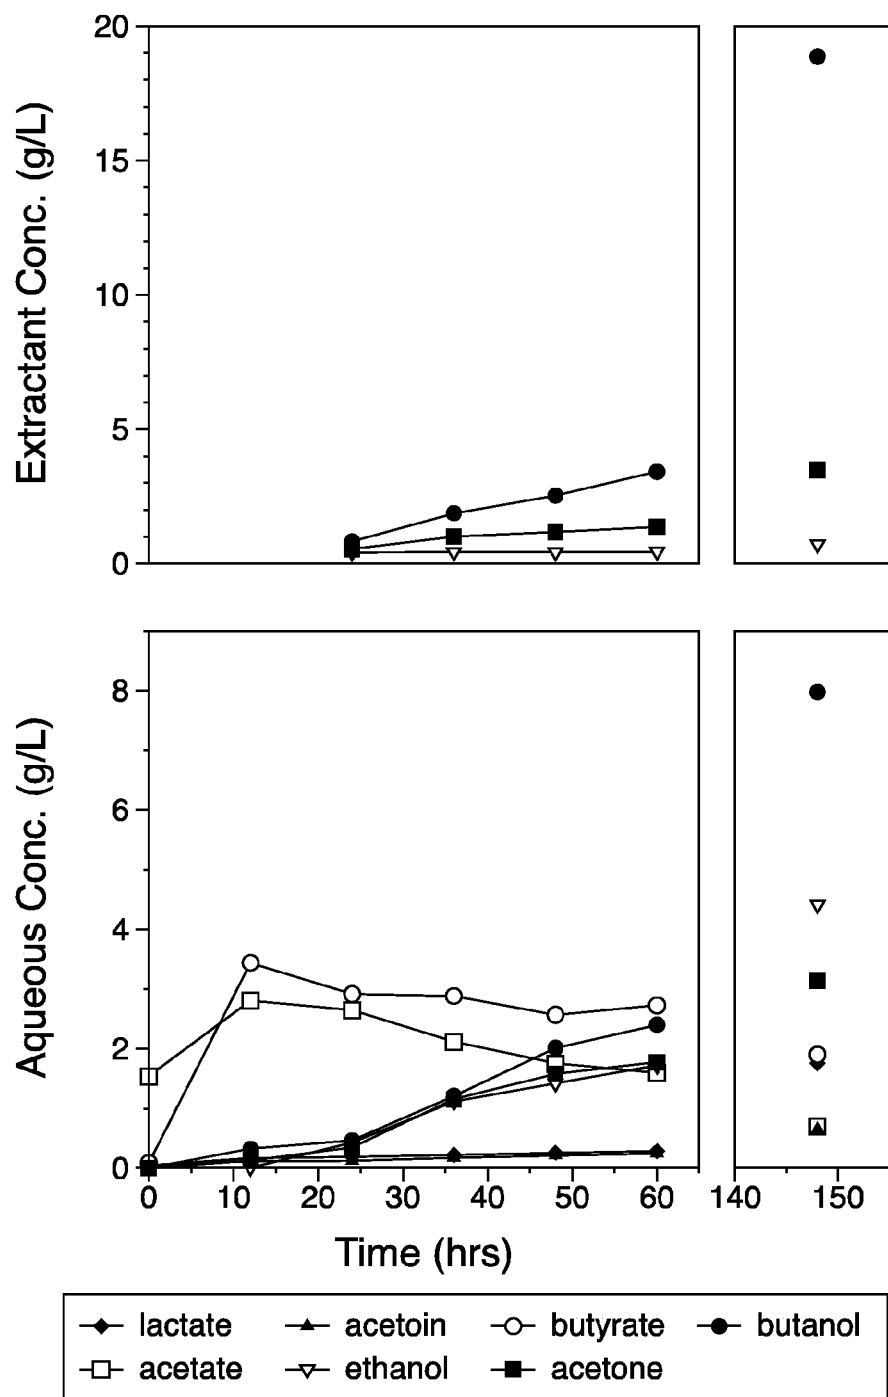 Extractant Conc. (g/L)
20
15
10
5
0
Aqueous Conc. (g/L)
8
6
4
2
0
0 10 20 30 40 50 60 140 150
Time (hrs)
lactate acetoin butyrate butanol
acetate ethanol acetone